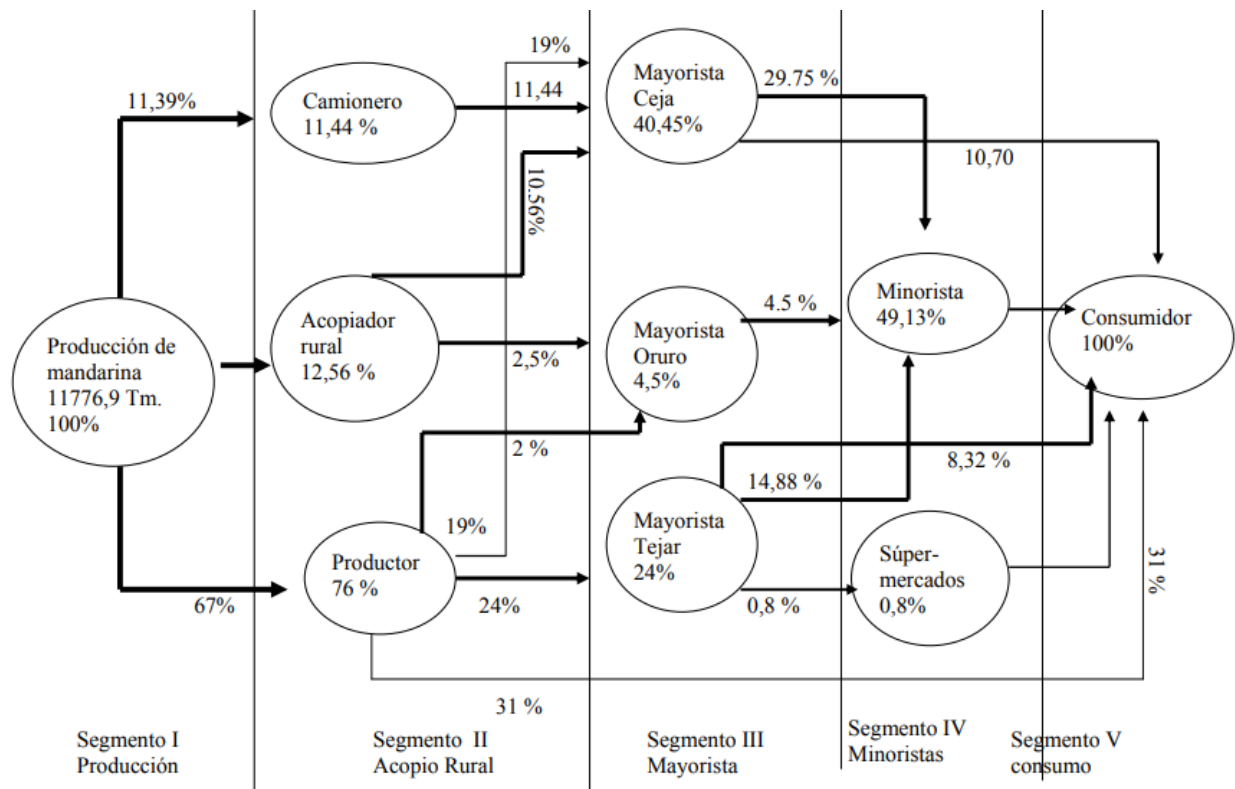 19%
29.75 %
11,39%
Camionero
11,44 %
11,44
Mayorista
Ceja
40,45%
10,70
10.56%
Producción de
mandarina
11776,9 Tm.
100%
Acopiador
rural
12,56 %
2,5%
Mayorista
Oruro
4,5%
4.5 %
Minorista
49,13%
Consumidor
100%
2 %
8,32 %
14,88 %
19%
Productor
76 %
67%
24%
Mayorista
Tejar
24%
0,8 %
Súper-
mercados
0,8%
31 %
31 %
Segmento I
Producción
Segmento II
Acopio Rural
Segmento III
Mayorista
Segmento IV
Minoristas
Segmento V
consumo